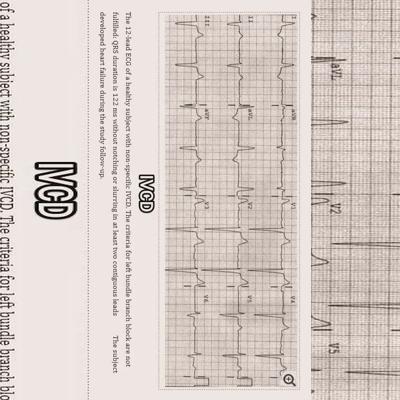 I
II
III
aVR
aVL
aVF
V1
V2
V3
V4
V5
V6
IVCD
The 12-lead ECG of a healthy subject with non-specific IVCD. The criteria for left bundle branch block are not
fulfilled: QRS duration is 122 ms without notching or slurring in at least two contiguous leads The subject
developed heart failure during the study follow-up.
IVCD
of a healthy subject with non-specific IVCD. The criteria for left bundle branch blo
aVL
V2
V5